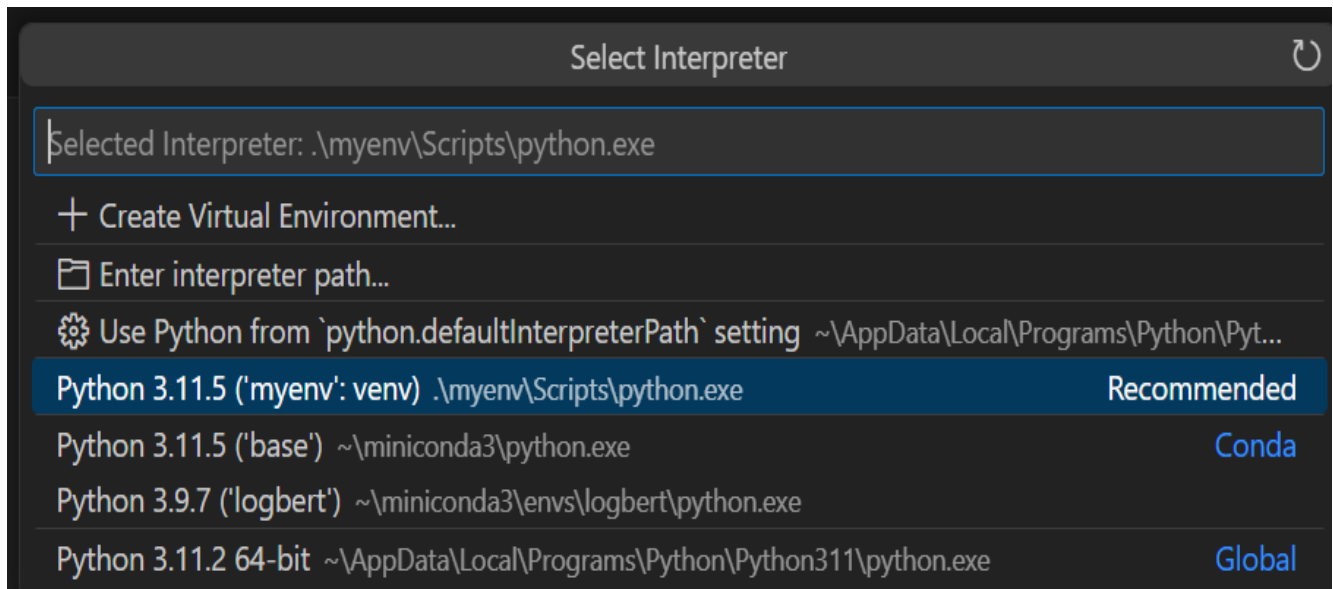 Select Interpreter
Selected Interpreter: .\myenv\Scripts\python.exe
Create Virtual Environment...
Enter interpreter path...
Use Python from `python.defaultInterpreterPath` setting ~\AppData\Local\Programs\Python\Pyt...
Python 3.11.5 ('myenv': venv) .\myenv\Scripts\python.exe Recommended
Python 3.11.5 ('base') ~\miniconda3\python.exe Conda
Python 3.9.7 ('logbert') ~\miniconda3\envs\logbert\python.exe
Python 3.11.2 64-bit ~\AppData\Local\Programs\Python\Python311\python.exe Global